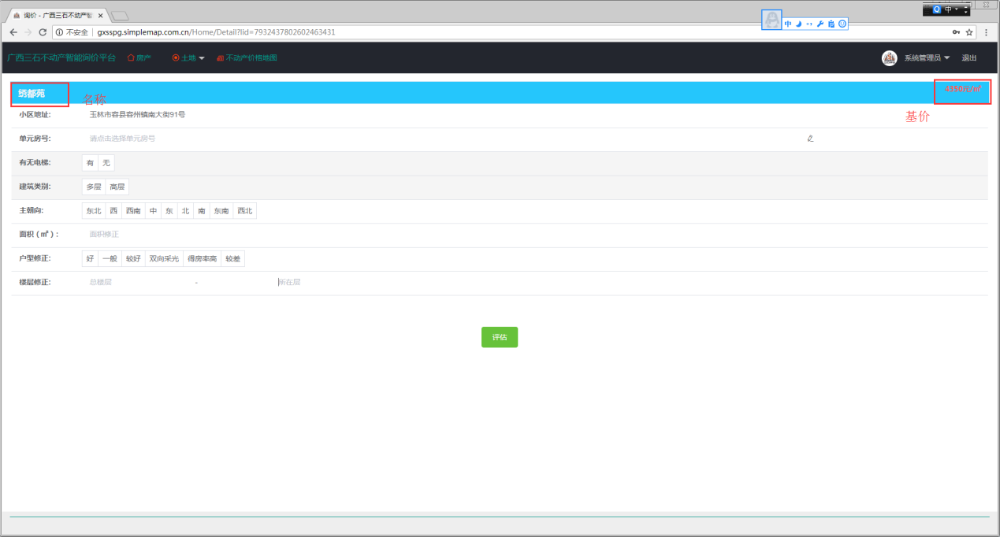 询价 - 广西三石不动产智
中
不安全 | gxsspg.simplemap.com.cn/Home/Detail?lid=7932437802602463431
中
广西三石不动产智能询价平台 房产 土地 不动产价格地图 系统管理员 退出
绣都苑 4350元/㎡
名称
小区地址: 玉林市容县容州镇南大街91号
基价
单元房号: 请点击选择单元房号
有无电梯: 有 无
建筑类别: 多层 高层
主朝向: 东北 西 西南 中 东 北 南 东南 西北
面积 ( ㎡ ) : 面积修正
户型修正: 好 一般 较好 双向采光 得房率高 较差
楼层修正: 总楼层 - 所在层
评估